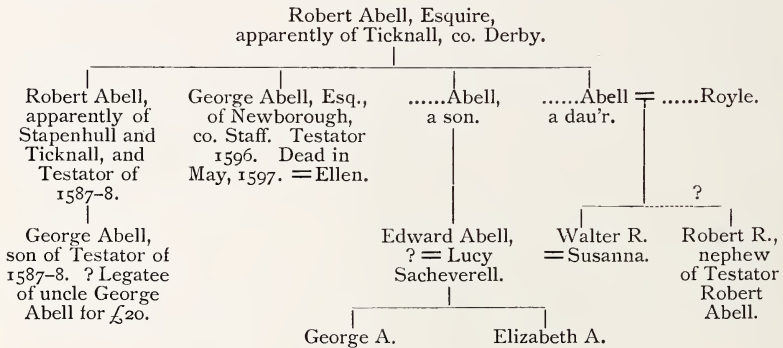 Robert Abell, Esquire,
apparently of Ticknall, co. Derby.
Robert Abell,
apparently of
Stapenhull and
Ticknall, and
Testator of
1587-8.
George Abell, Esq.,
of Newborough,
co. Staff. Testator
1596. Dead in
May, 1597. = Ellen.
......Abell,
a son.
......Abell = ......Royle.
a dau'r.
?
George Abell,
son of Testator of
1587-8. ? Legatee
of uncle George
Abell for £20.
Edward Abell,
? = Lucy
Sacheverell.
Walter R.
= Susanna.
Robert R.,
nephew
of Testator
Robert
Abell.
George A.
Elizabeth A.